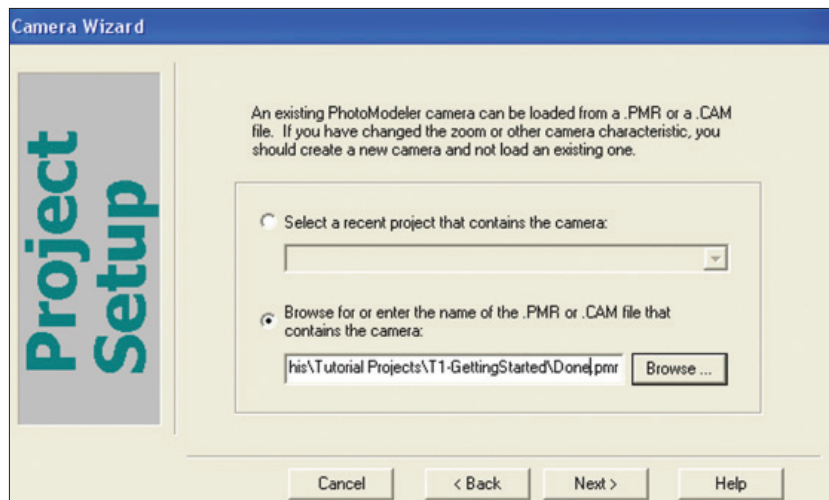 Camera Wizard
Project
Setup
An existing PhotoModeler camera can be loaded from a .PMR or a .CAM
file. If you have changed the zoom or other camera characteristic, you
should create a new camera and not load an existing one.
Select a recent project that contains the camera:
Browse for or enter the name of the .PMR or .CAM file that
contains the camera:
his\Tutorial Projects\T1-GettingStarted\Done.pmr
Browse ...
Cancel
< Back
Next >
Help